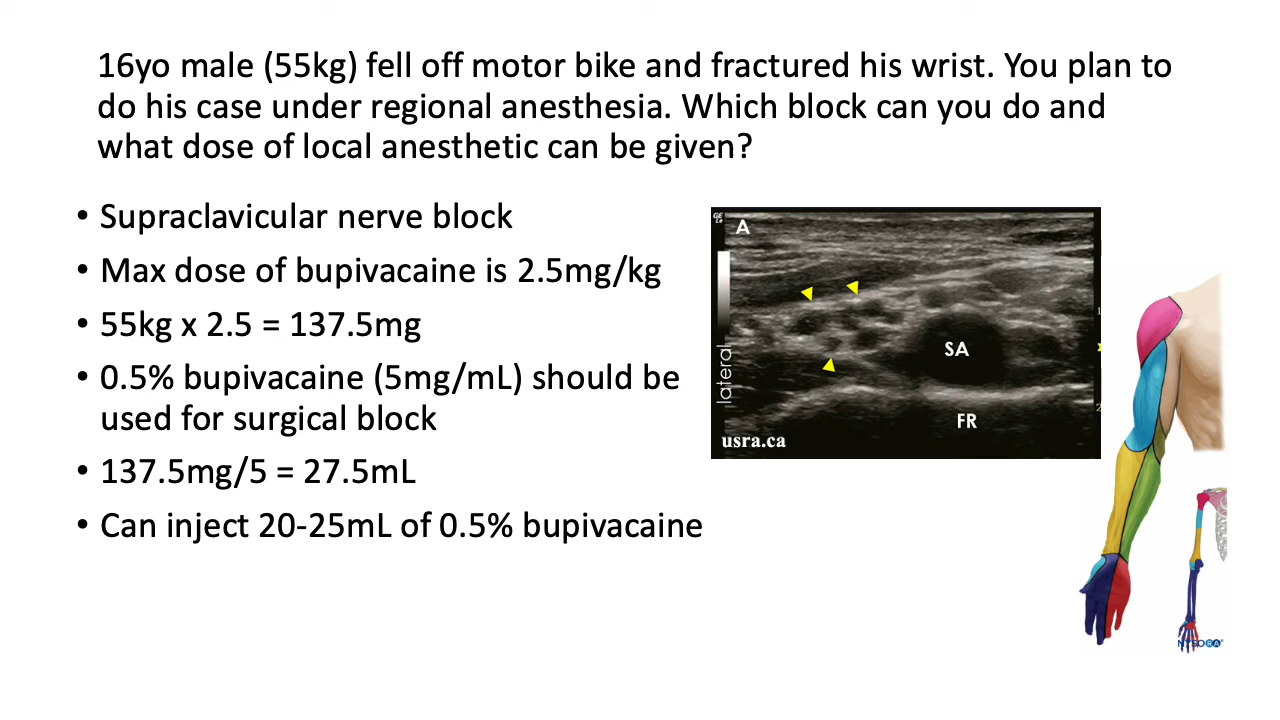 16yo male (55kg) fell off motor bike and fractured his wrist. You plan to
do his case under regional anesthesia. Which block can you do and
what dose of local anesthetic can be given?
• Supraclavicular nerve block
• Max dose of bupivacaine is 2.5mg/kg
• 55kg x 2.5 = 137.5mg
• 0.5% bupivacaine (5mg/mL) should be
used for surgical block
• 137.5mg/5 = 27.5mL
• Can inject 20-25mL of 0.5% bupivacaine
A
lateral
SA
FR
usra.ca
1
2
NYSORA